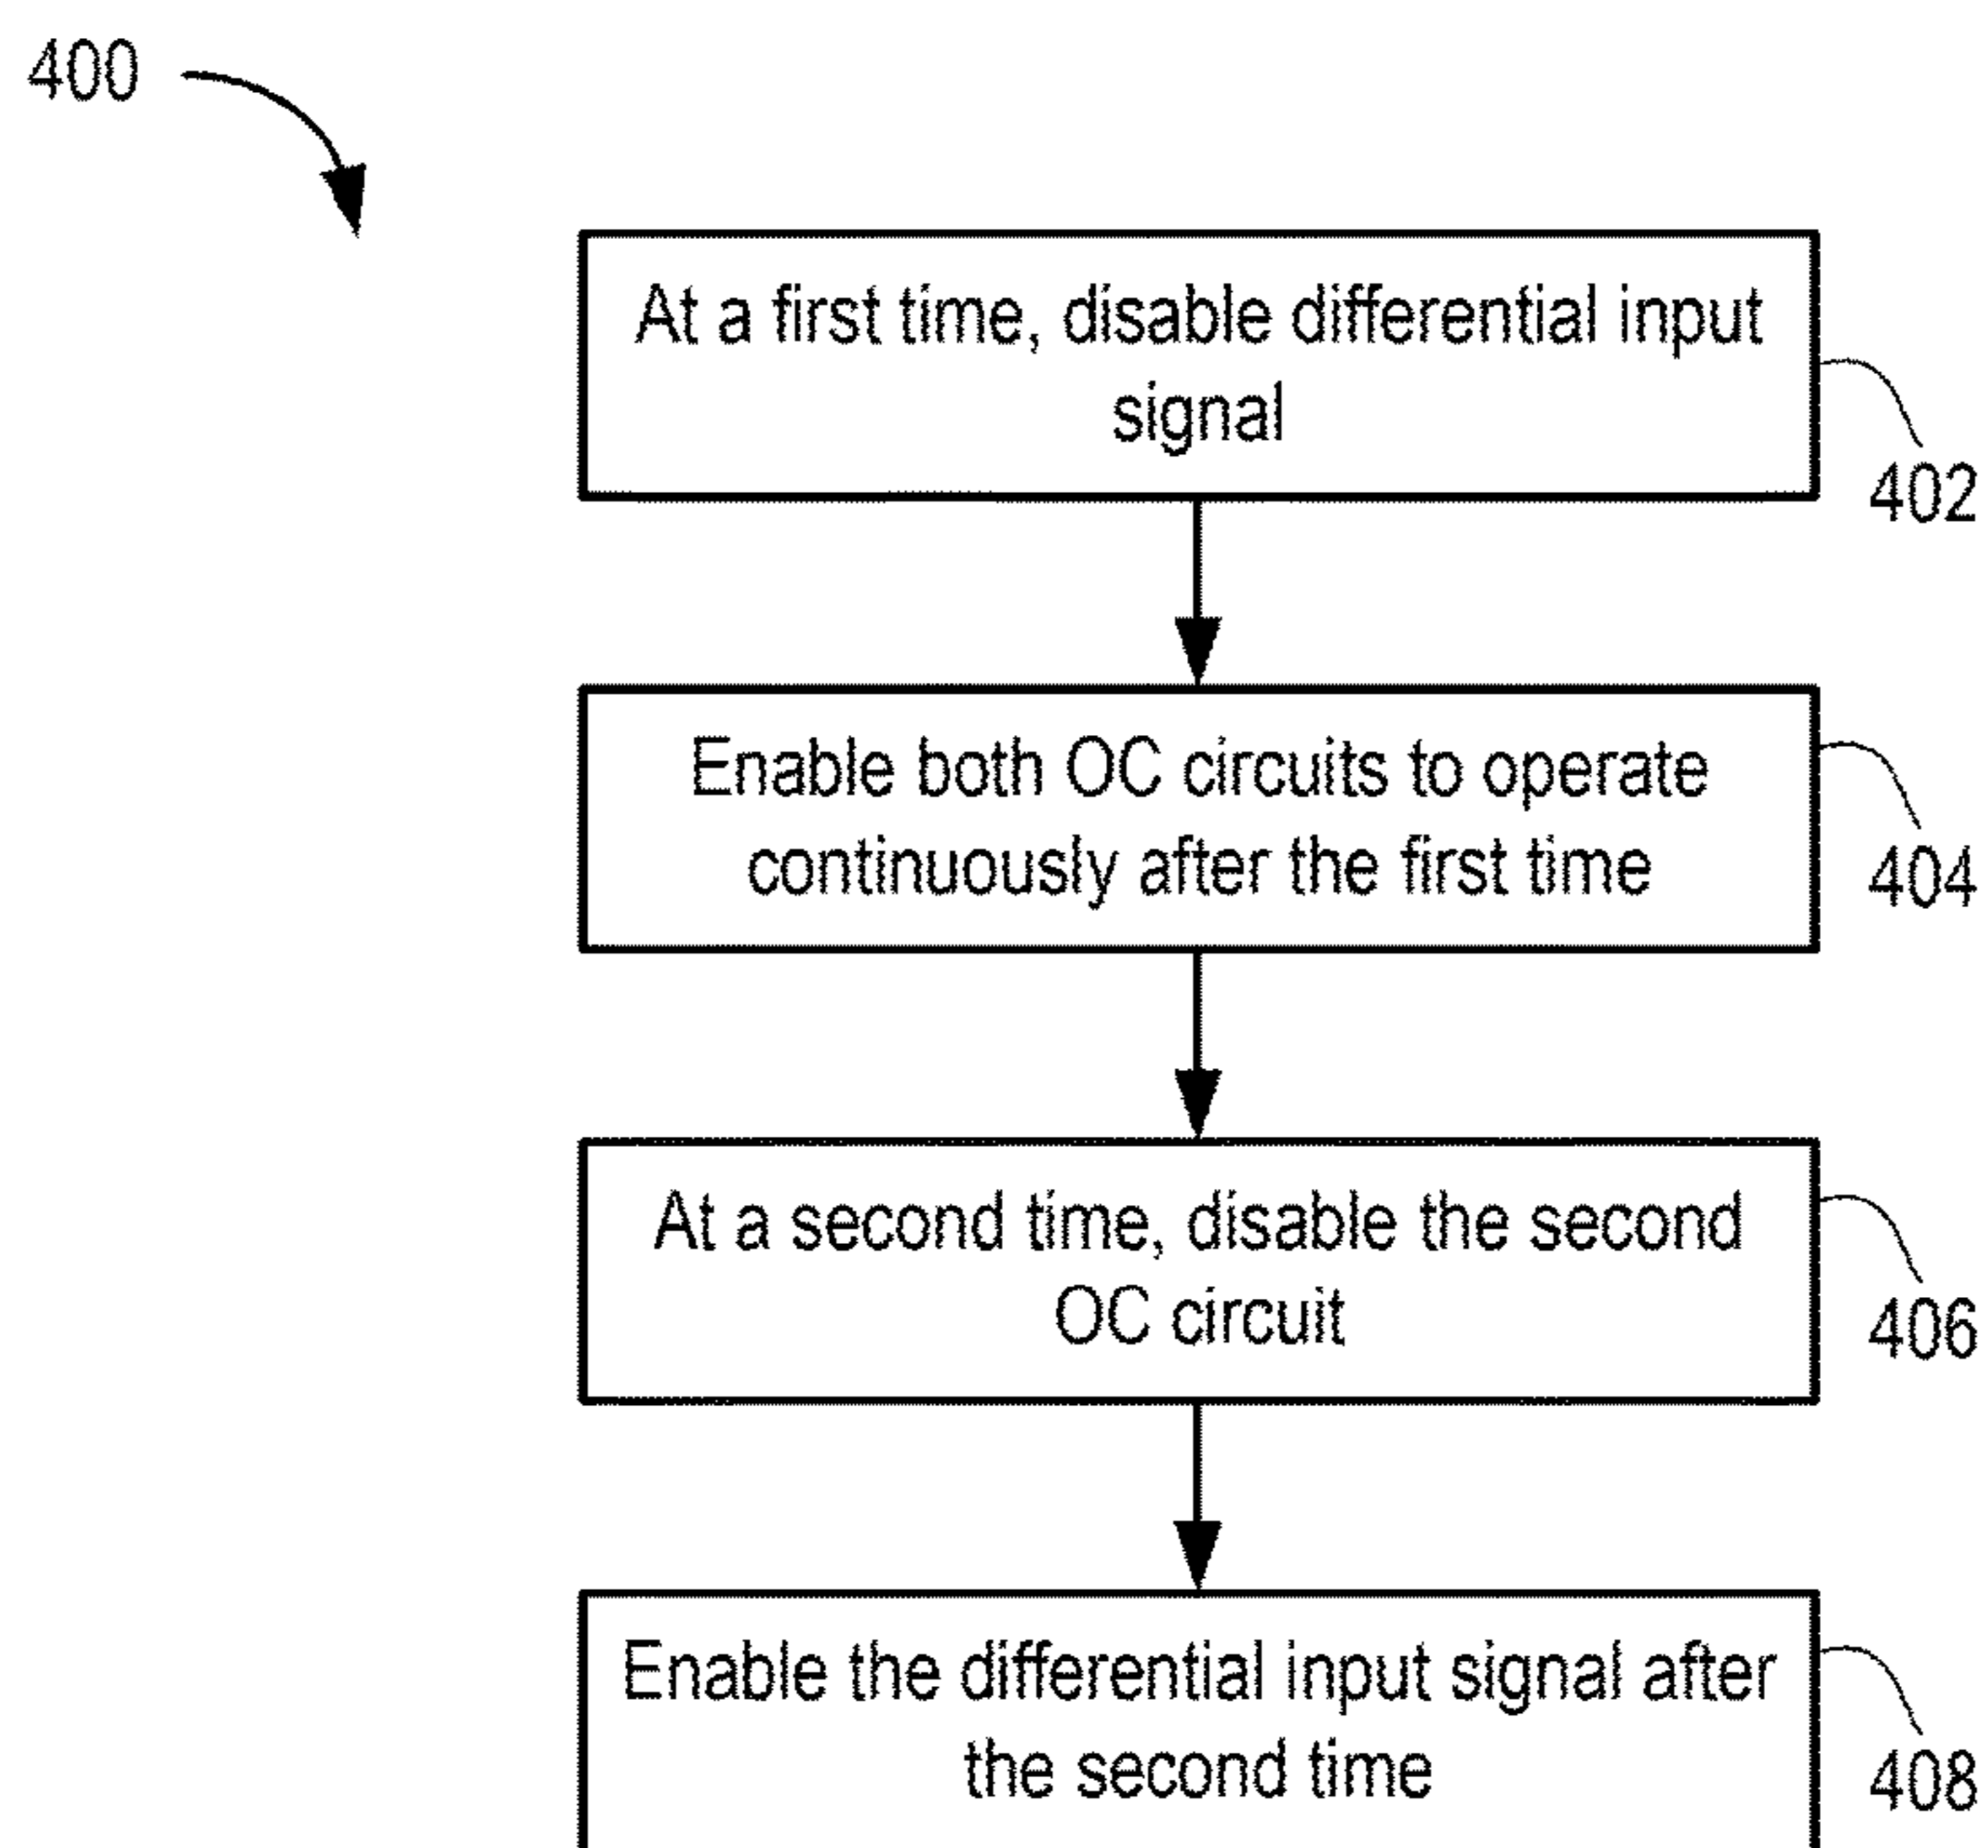 400
At a first time, disable differential input
signal
402
Enable both OC circuits to operate
continuously after the first time
404
At a second time, disable the second
OC circuit
406
Enable the differential input signal after
the second time
408